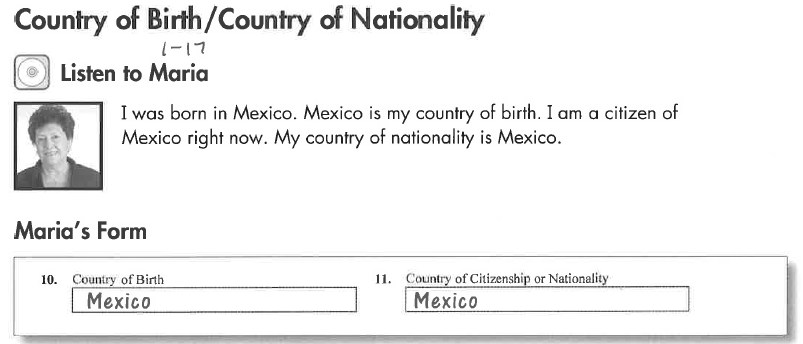 Country of Birth/Country of Nationality
1-17
Listen to Maria
I was born in Mexico. Mexico is my country of birth. I am a citizen of
Mexico right now. My country of nationality is Mexico.
Maria's Form
10. Country of Birth
Mexico
11. Country of Citizenship or Nationality
Mexico